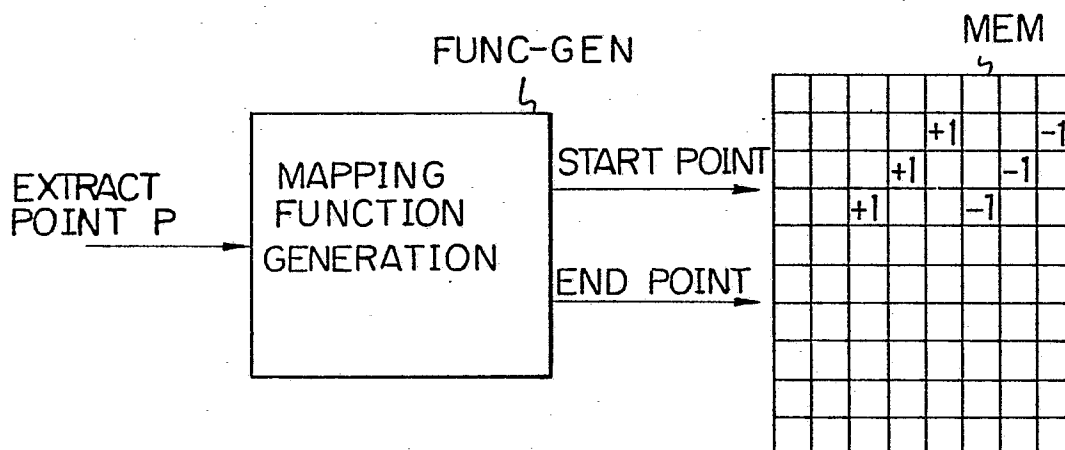 FUNC-GEN
MEM
EXTRACT
POINT P
MAPPING
FUNCTION
GENERATION
START POINT
END POINT
+1 -1
+1 -1
+1 -1